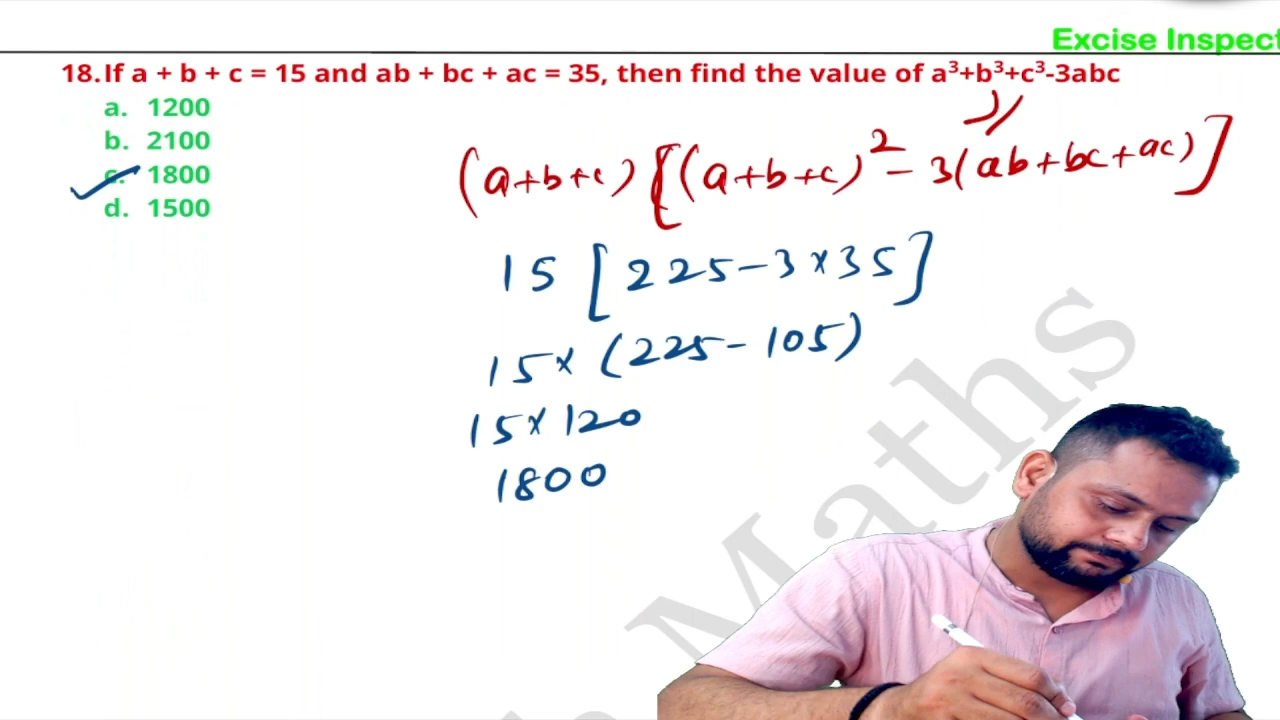 Excise Inspect
18. If a + b + c = 15 and ab + bc + ac = 35, then find the value of a³+b³+c³-3abc
a. 1200
b. 2100
c. 1800
d. 1500
(a+b+c) [(a+b+c)² - 3(ab+bc+ac)]
15 [225-3×35]
15× (225-105)
15×120
1800
Maths